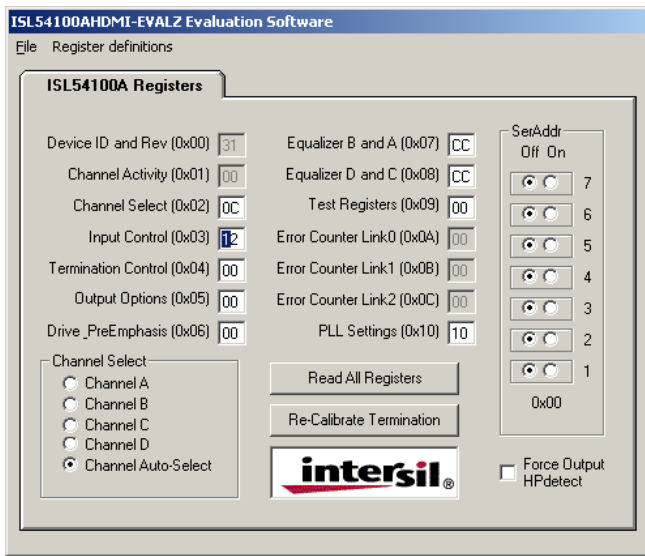 ISL54100AHDMI-EVALZ Evaluation Software
File Register definitions
ISL54100A Registers
Device ID and Rev (0x00) 31
Channel Activity (0x01) 00
Channel Select (0x02) 0C
Input Control (0x03) 12
Termination Control (0x04) 00
Output Options (0x05) 00
Drive_PreEmphasis (0x06) 00
Equalizer B and A (0x07) CC
Equalizer D and C (0x08) CC
Test Registers (0x09) 00
Error Counter Link0 (0x0A) 00
Error Counter Link1 (0x0B) 00
Error Counter Link2 (0x0C) 00
PLL Settings (0x10) 10
SerAddr
Off On
7
6
5
4
3
2
1
0x00
Channel Select
Channel A
Channel B
Channel C
Channel D
Channel Auto-Select
Read All Registers
Re-Calibrate Termination
intersil®
Force Output
HPdetect